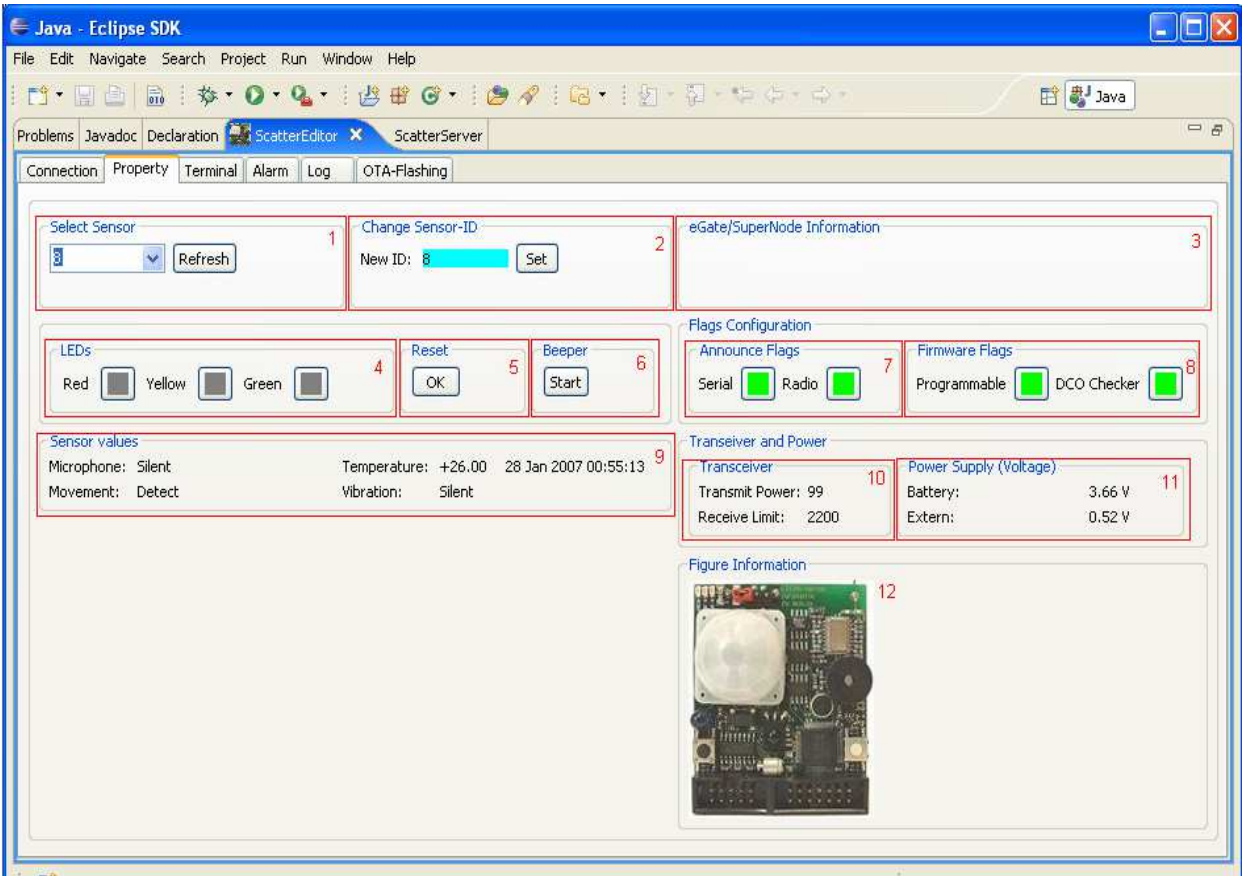 Java - Eclipse SDK
File Edit Navigate Search Project Run Window Help
Java
Problems Javadoc Declaration ScatterEditor ScatterServer
Connection Property Terminal Alarm Log OTA-Flashing
Select Sensor
1
8 Refresh
Change Sensor-ID
2
New ID: 8 Set
eGate/SuperNode Information
3
LEDs
4
Red Yellow Green
Reset
5
OK
Beeper
6
Start
Flags Configuration
Announce Flags
7
Serial Radio
Firmware Flags
8
Programmable DCO Checker
Sensor values
9
Microphone: Silent Temperature: +26.00 28 Jan 2007 00:55:13
Movement: Detect Vibration: Silent
Transeiver and Power
Transceiver
10
Transmit Power: 99
Receive Limit: 2200
Power Supply (Voltage)
11
Battery: 3.66 V
Extern: 0.52 V
Figure Information
12